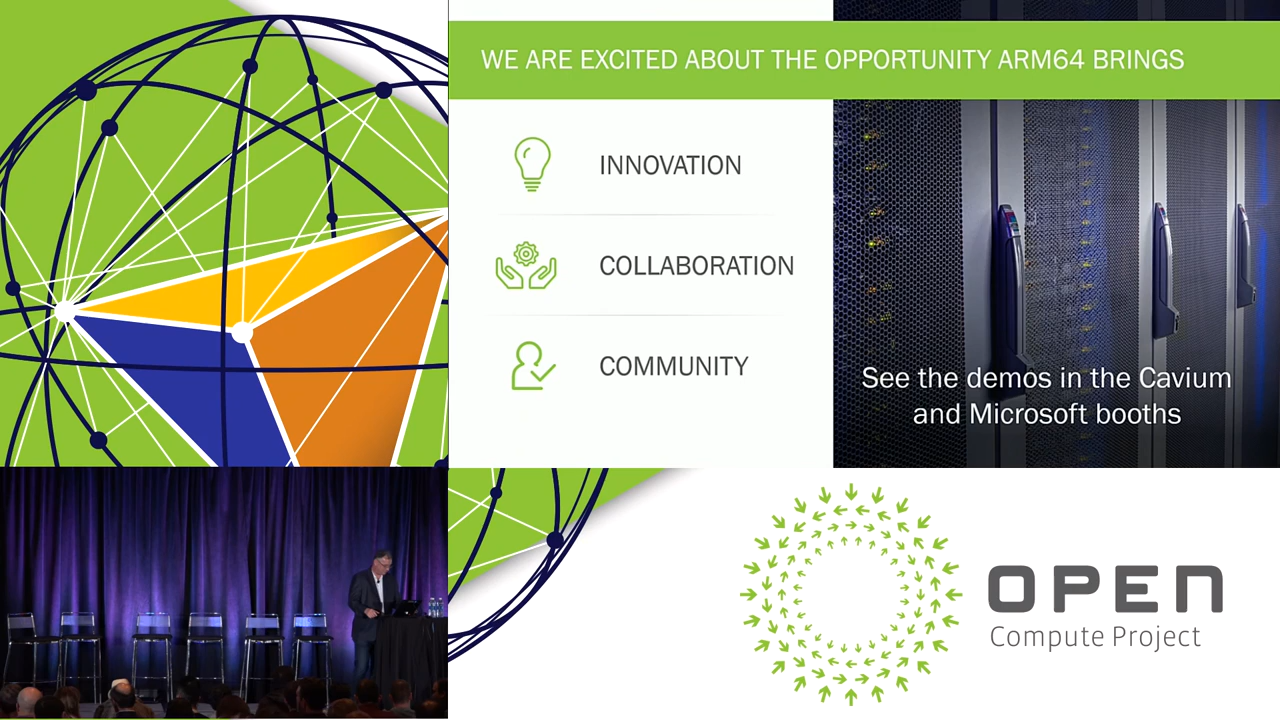 WE ARE EXCITED ABOUT THE OPPORTUNITY ARM64 BRINGS
INNOVATION
COLLABORATION
COMMUNITY
See the demos in the Cavium
and Microsoft booths
OPEN
Compute Project